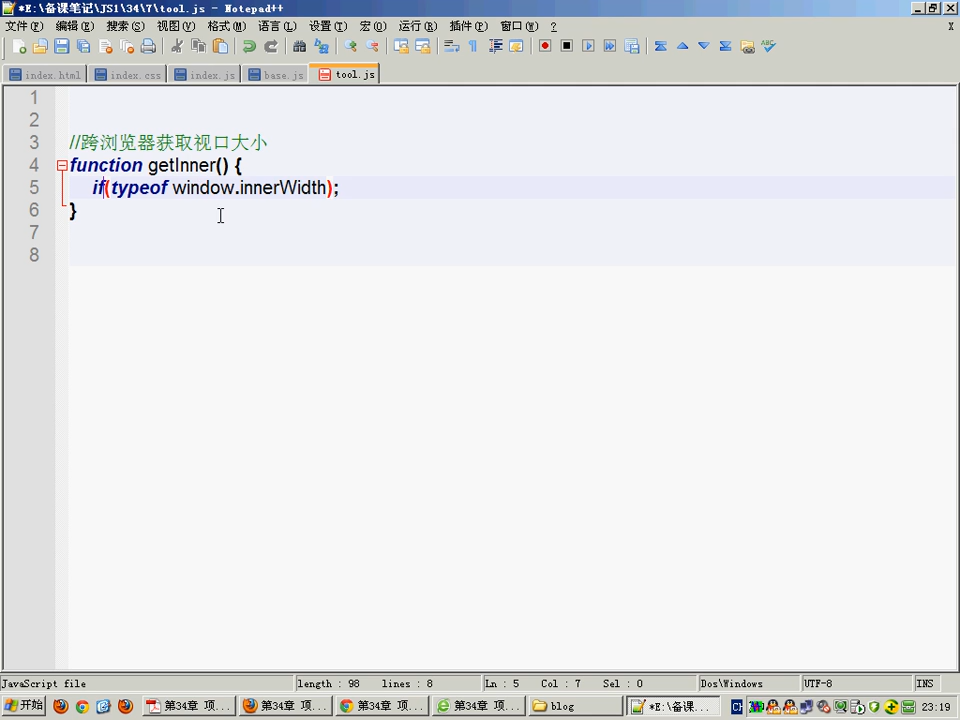 *E:\备课笔记\JS1\34\7\tool.js - Notepad++
文件(F) 编辑(E) 搜索(S) 视图(V) 格式(M) 语言(L) 设置(T) 宏(O) 运行(R) 插件(P) 窗口(W) ? X
index.html index.css index.js base.js tool.js
1
2
3 //跨浏览器获取视口大小
4 function getInner() {
5 if(typeof window.innerWidth);
6 }
7
8
JavaScript file length : 98 lines : 8 Ln : 5 Col : 7 Sel : 0 Dos\Windows UTF-8 INS
开始 第34章 项... 第34章 项... 第34章 项... 第34章 项... blog *E:\备课... CH 23:19